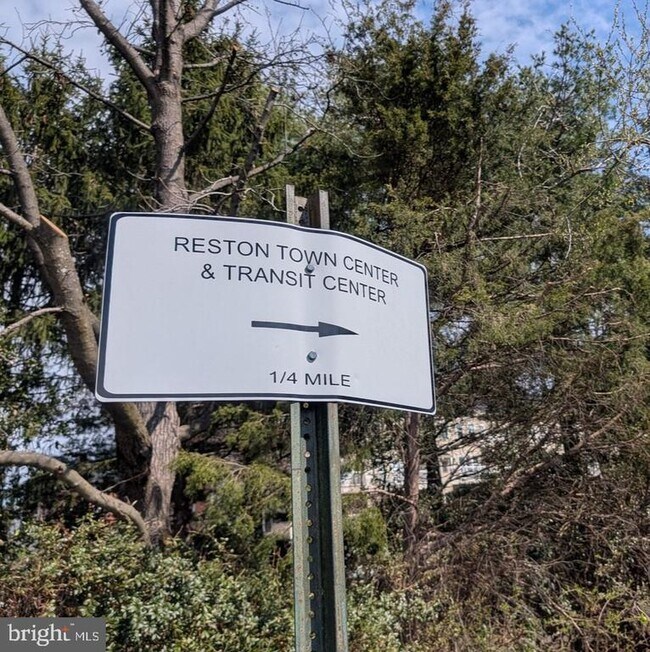 RESTON TOWN CENTER
& TRANSIT CENTER
1/4 MILE
bright MLS